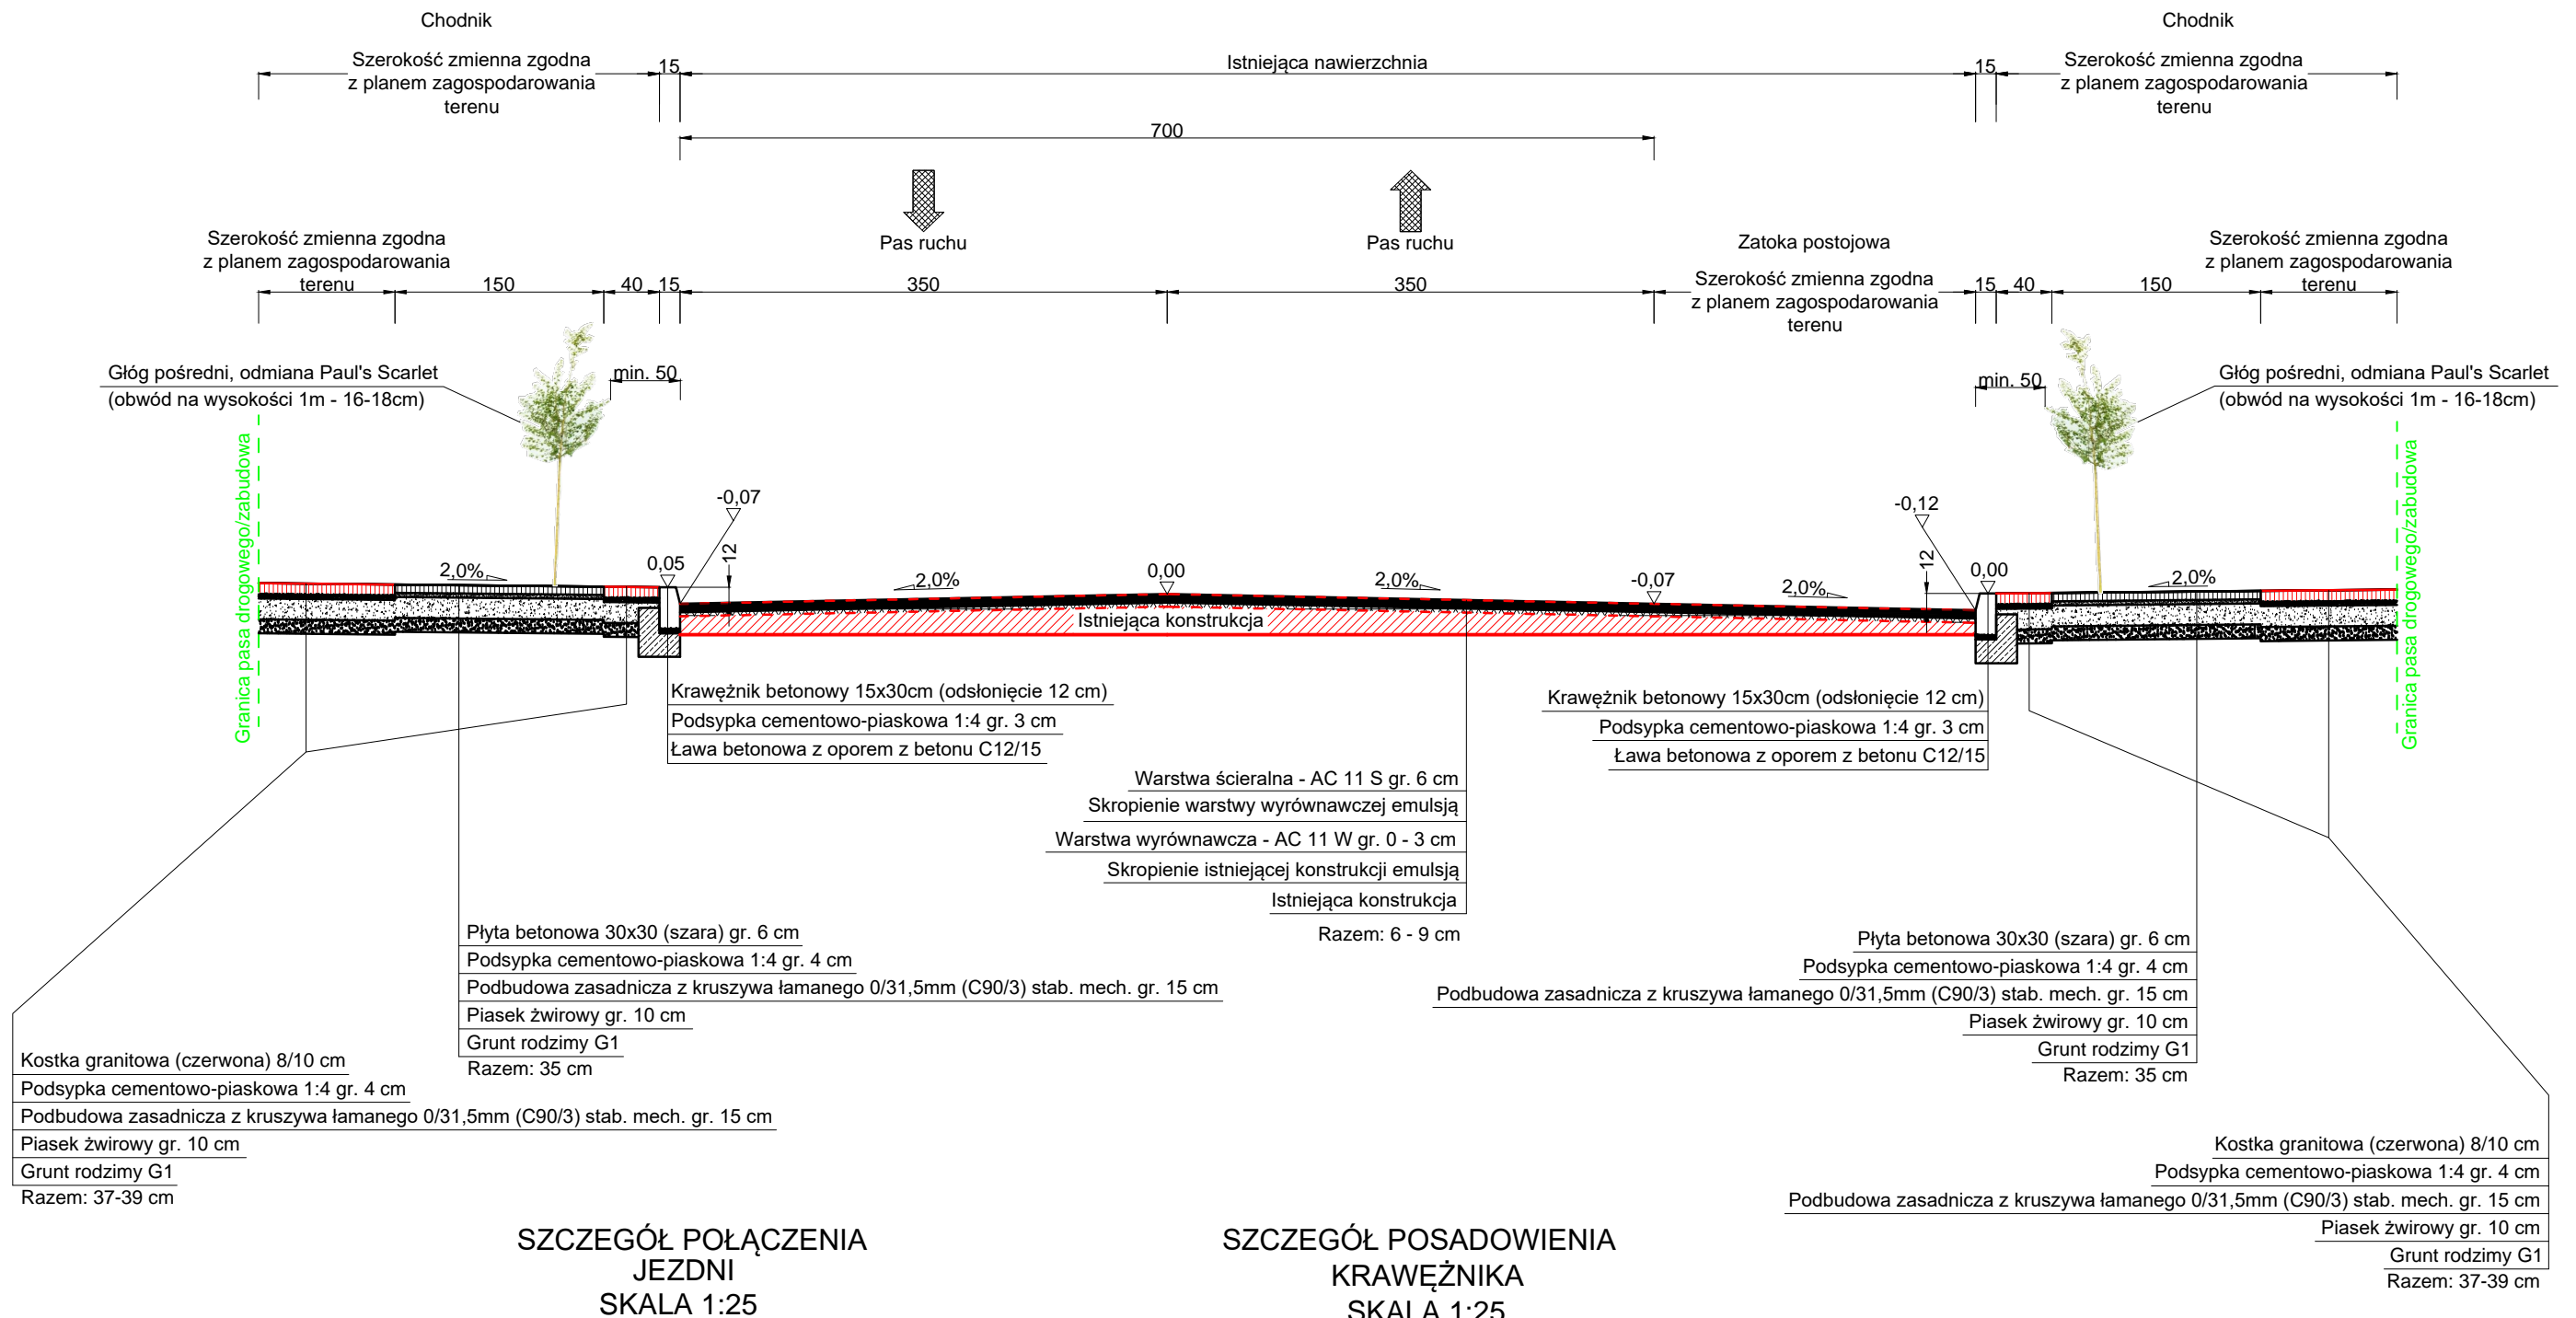 Chodnik
Chodnik
Szerokość zmienna zgodna
z planem zagospodarowania
terenu
15
Istniejąca nawierzchnia
15
Szerokość zmienna zgodna
z planem zagospodarowania
terenu
700
Szerokość zmienna zgodna
z planem zagospodarowania
terenu
150
40
15
Pas ruchu
350
Pas ruchu
350
Zatoka postojowa
Szerokość zmienna zgodna
z planem zagospodarowania
terenu
15
40
150
Szerokość zmienna zgodna
z planem zagospodarowania
terenu
Głóg pośredni, odmiana Paul's Scarlet
(obwód na wysokości 1m - 16-18cm)
min. 50
min. 50
Głóg pośredni, odmiana Paul's Scarlet
(obwód na wysokości 1m - 16-18cm)
Granica pasa drogowego/zabudowa
Granica pasa drogowego/zabudowa
-0,07
-0,12
2,0%
0,05
12
2,0%
0,00
2,0%
-0,07
2,0%
12
0,00
2,0%
Istniejąca konstrukcja
Krawężnik betonowy 15x30cm (odsłonięcie 12 cm)
Podsypka cementowo-piaskowa 1:4 gr. 3 cm
Ława betonowa z oporem z betonu C12/15
Krawężnik betonowy 15x30cm (odsłonięcie 12 cm)
Podsypka cementowo-piaskowa 1:4 gr. 3 cm
Ława betonowa z oporem z betonu C12/15
Warstwa ścieralna - AC 11 S gr. 6 cm
Skropienie warstwy wyrównawczej emulsją
Warstwa wyrównawcza - AC 11 W gr. 0 - 3 cm
Skropienie istniejącej konstrukcji emulsją
Istniejąca konstrukcja
Razem: 6 - 9 cm
Płyta betonowa 30x30 (szara) gr. 6 cm
Podsypka cementowo-piaskowa 1:4 gr. 4 cm
Podbudowa zasadnicza z kruszywa łamanego 0/31,5mm (C90/3) stab. mech. gr. 15 cm
Piasek żwirowy gr. 10 cm
Grunt rodzimy G1
Razem: 35 cm
Płyta betonowa 30x30 (szara) gr. 6 cm
Podsypka cementowo-piaskowa 1:4 gr. 4 cm
Podbudowa zasadnicza z kruszywa łamanego 0/31,5mm (C90/3) stab. mech. gr. 15 cm
Piasek żwirowy gr. 10 cm
Grunt rodzimy G1
Razem: 35 cm
Kostka granitowa (czerwona) 8/10 cm
Podsypka cementowo-piaskowa 1:4 gr. 4 cm
Podbudowa zasadnicza z kruszywa łamanego 0/31,5mm (C90/3) stab. mech. gr. 15 cm
Piasek żwirowy gr. 10 cm
Grunt rodzimy G1
Razem: 37-39 cm
Kostka granitowa (czerwona) 8/10 cm
Podsypka cementowo-piaskowa 1:4 gr. 4 cm
Podbudowa zasadnicza z kruszywa łamanego 0/31,5mm (C90/3) stab. mech. gr. 15 cm
Piasek żwirowy gr. 10 cm
Grunt rodzimy G1
Razem: 37-39 cm
SZCZEGÓŁ POŁĄCZENIA
JEZDNI
SKALA 1:25
SZCZEGÓŁ POSADOWIENIA
KRAWĘŻNIKA
SKALA 1:25